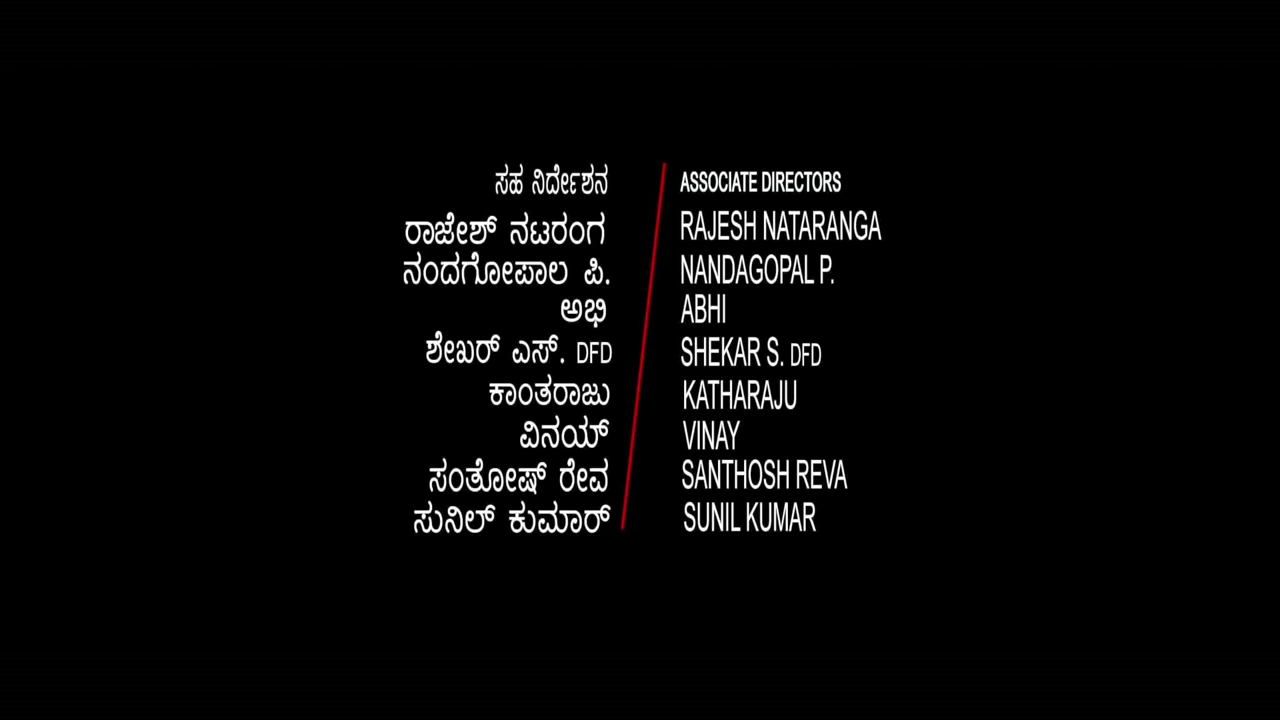 ಸಹ ನಿರ್ದೇಶನ
ರಾಜೇಶ್ ನಟರಂಗ
ನಂದಗೋಪಾಲ ಪಿ.
ಅಭಿ
ಶೇಖರ್ ಎಸ್. DFD
ಕಾಂತರಾಜು
ವಿನಯ್
ಸಂತೋಷ್ ರೇವ
ಸುನಿಲ್ ಕುಮಾರ್
ASSOCIATE DIRECTORS
RAJESH NATARANGA
NANDAGOPAL P.
ABHI
SHEKAR S. DFD
KATHARAJU
VINAY
SANTHOSH REVA
SUNIL KUMAR